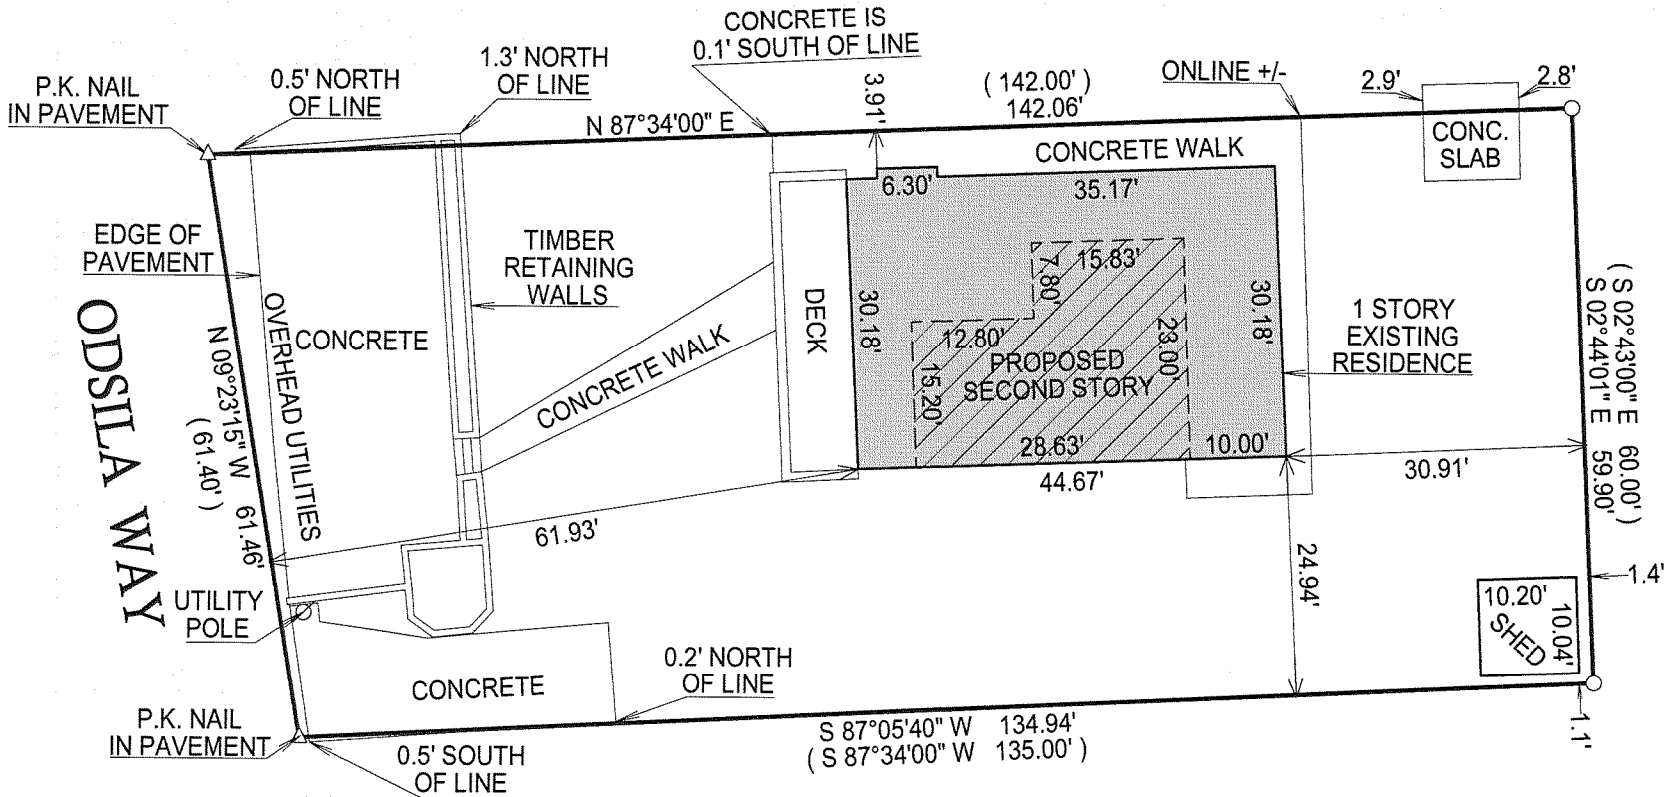 CONCRETE IS
0.1' SOUTH OF LINE
1.3' NORTH
OF LINE
0.5' NORTH
OF LINE
P.K. NAIL
IN PAVEMENT
3.91'
( 142.00' )
142.06'
ONLINE +/-
2.9'
2.8'
N 87°34'00" E
CONC.
SLAB
CONCRETE WALK
6.30'
35.17'
EDGE OF
PAVEMENT
TIMBER
RETAINING
WALLS
15.83'
7.80'
ODSILA WAY
N 09°23'15" W 61.46'
( 61.40' )
OVERHEAD UTILITIES
CONCRETE
CONCRETE WALK
DECK
30.18'
12.80'
15.20'
23.00'
PROPOSED
SECOND STORY
30.18'
1 STORY
EXISTING
RESIDENCE
( S 02°43'00" E 60.00' )
S 02°44'01" E 59.90'
28.63'
10.00'
44.67'
30.91'
61.93'
24.94'
1.4'
UTILITY
POLE
10.20'
10.04'
SHED
CONCRETE
0.2' NORTH
OF LINE
P.K. NAIL
IN PAVEMENT
0.5' SOUTH
OF LINE
S 87°05'40" W 134.94'
( S 87°34'00" W 135.00' )
1.1'